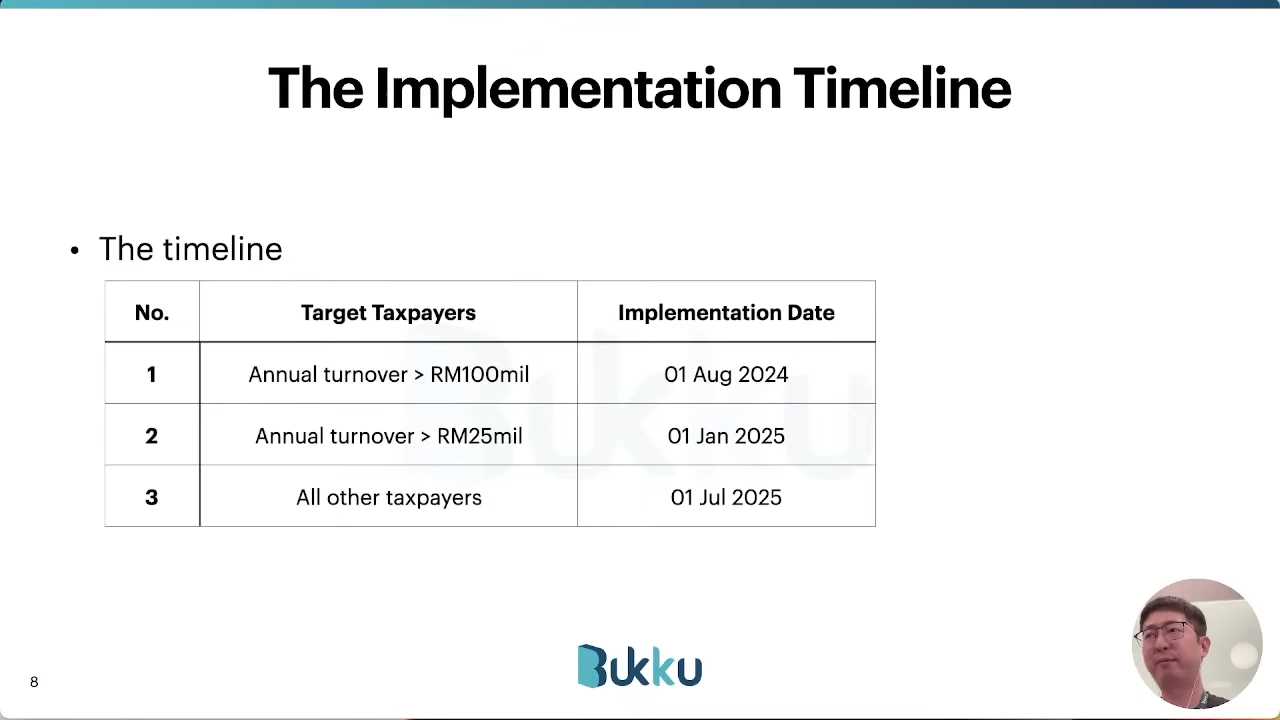 The Implementation Timeline
• The timeline
No. Target Taxpayers Implementation Date
1 Annual turnover > RM100mil 01 Aug 2024
2 Annual turnover > RM25mil 01 Jan 2025
3 All other taxpayers 01 Jul 2025
Bukku
Bukku
8